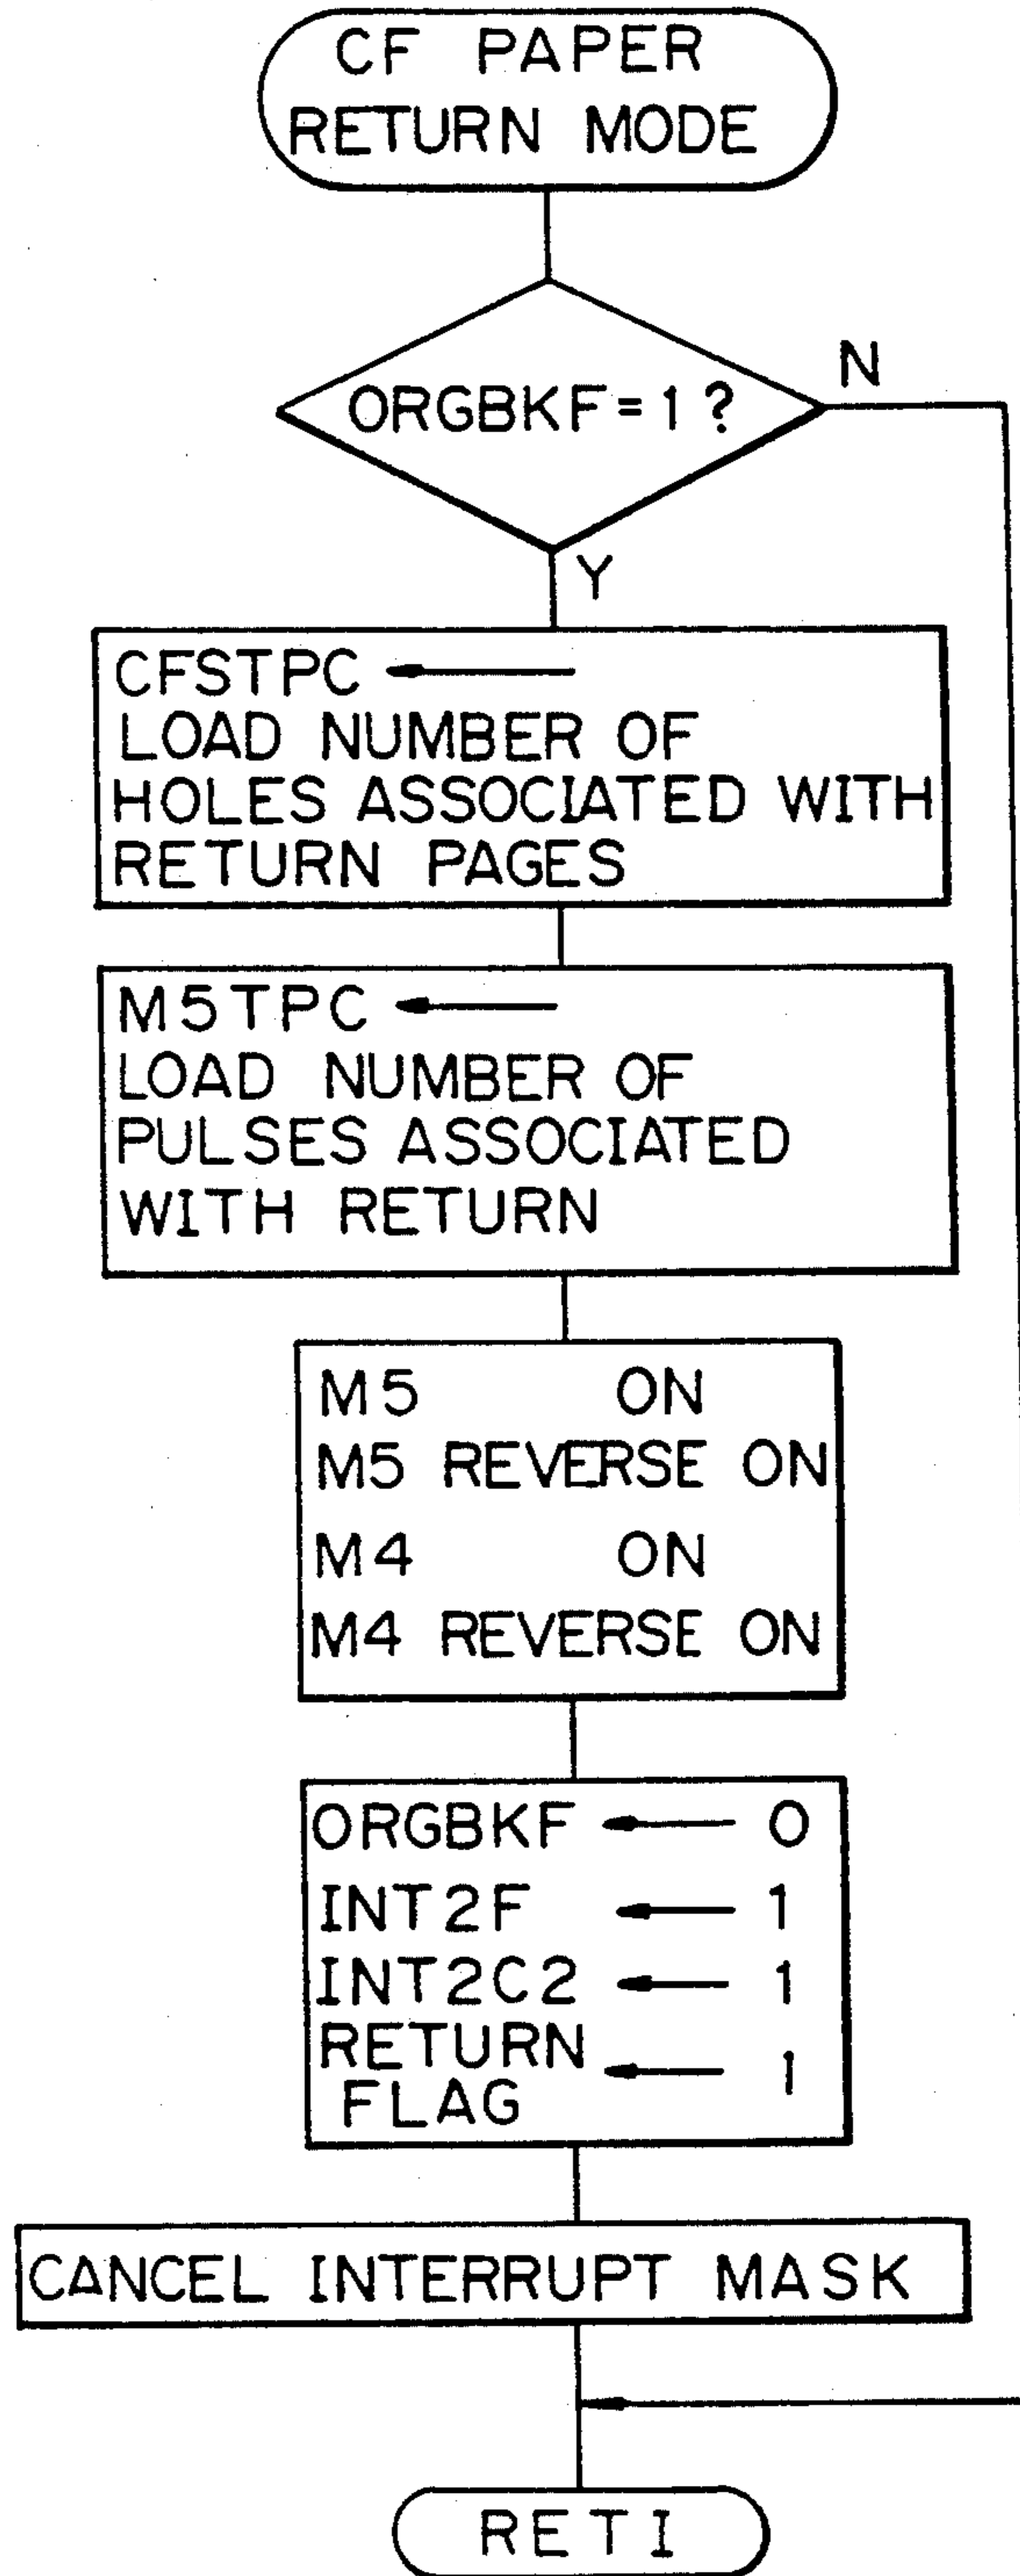 CF PAPER
RETURN MODE
ORGBKF=1?
N
Y
CFSTPC ←
LOAD NUMBER OF
HOLES ASSOCIATED WITH
RETURN PAGES
M5TPC ←
LOAD NUMBER OF
PULSES ASSOCIATED
WITH RETURN
M5 ON
M5 REVERSE ON
M4 ON
M4 REVERSE ON
ORGBKF ← 0
INT2F ← 1
INT2C2 ← 1
RETURN
FLAG ← 1
CANCEL INTERRUPT MASK
RETI